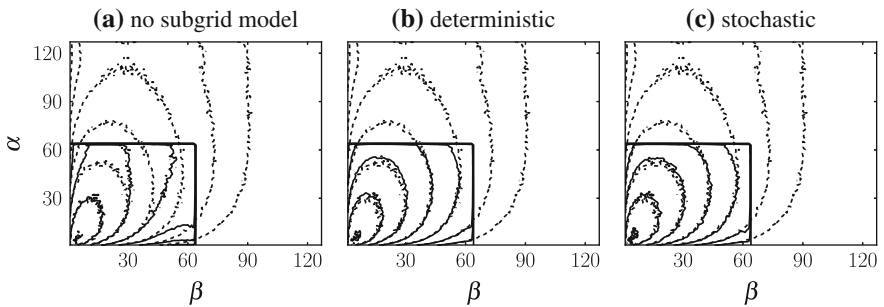 (a) no subgrid model (b) deterministic (c) stochastic
120
90
α
60
30
30 60 90 120 30 60 90 120 30 60 90 120
β β β